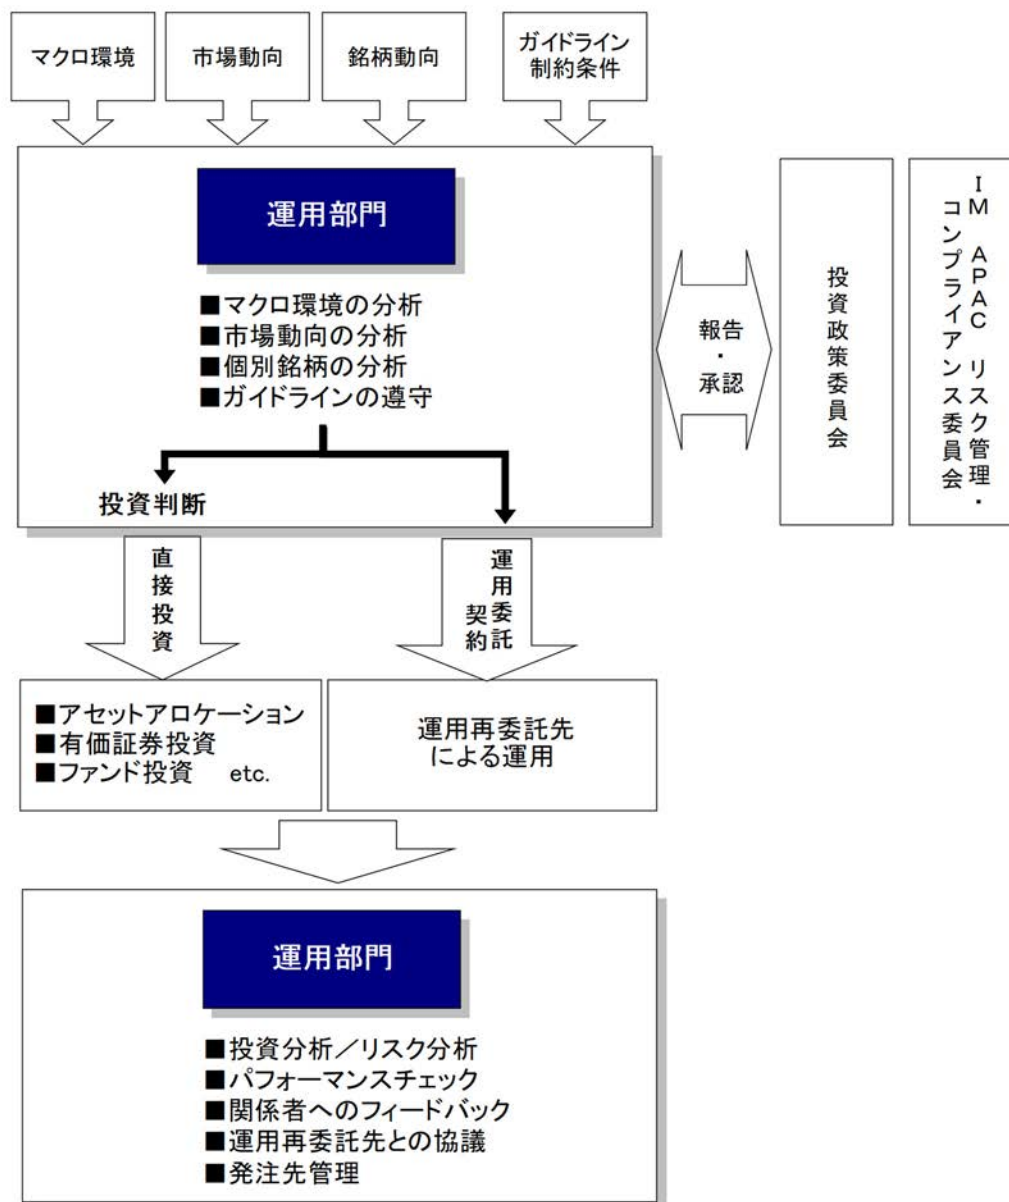 マクロ環境
市場動向
銘柄動向
ガイドライン
制約条件
運用部門
■マクロ環境の分析
■市場動向の分析
■個別銘柄の分析
■ガイドラインの遵守
投資判断
報告
・
承認
投資政策委員会
ＩＭ ＡＰＡＣ リスク管理・
コンプライアンス委員会
直接投資
運用委託
契約
■アセットアロケーション
■有価証券投資
■ファンド投資 etc.
運用再委託先
による運用
運用部門
■投資分析／リスク分析
■パフォーマンスチェック
■関係者へのフィードバック
■運用再委託先との協議
■発注先管理